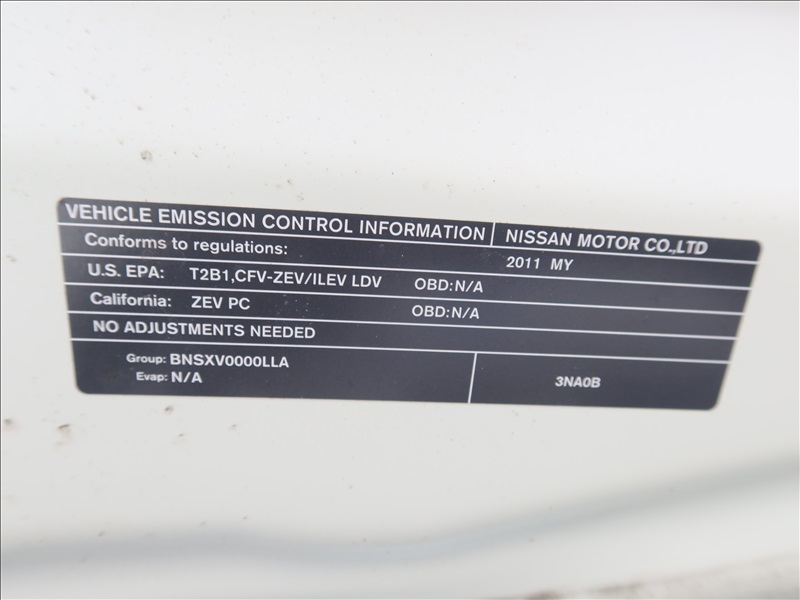 VEHICLE EMISSION CONTROL INFORMATION NISSAN MOTOR CO.,LTD
Conforms to regulations: 2011 MY
U.S. EPA: T2B1,CFV-ZEV/ILEV LDV OBD:N/A
California: ZEV PC OBD:N/A
NO ADJUSTMENTS NEEDED
Group: BNSXV0000LLA
Evap: N/A
3NA0B